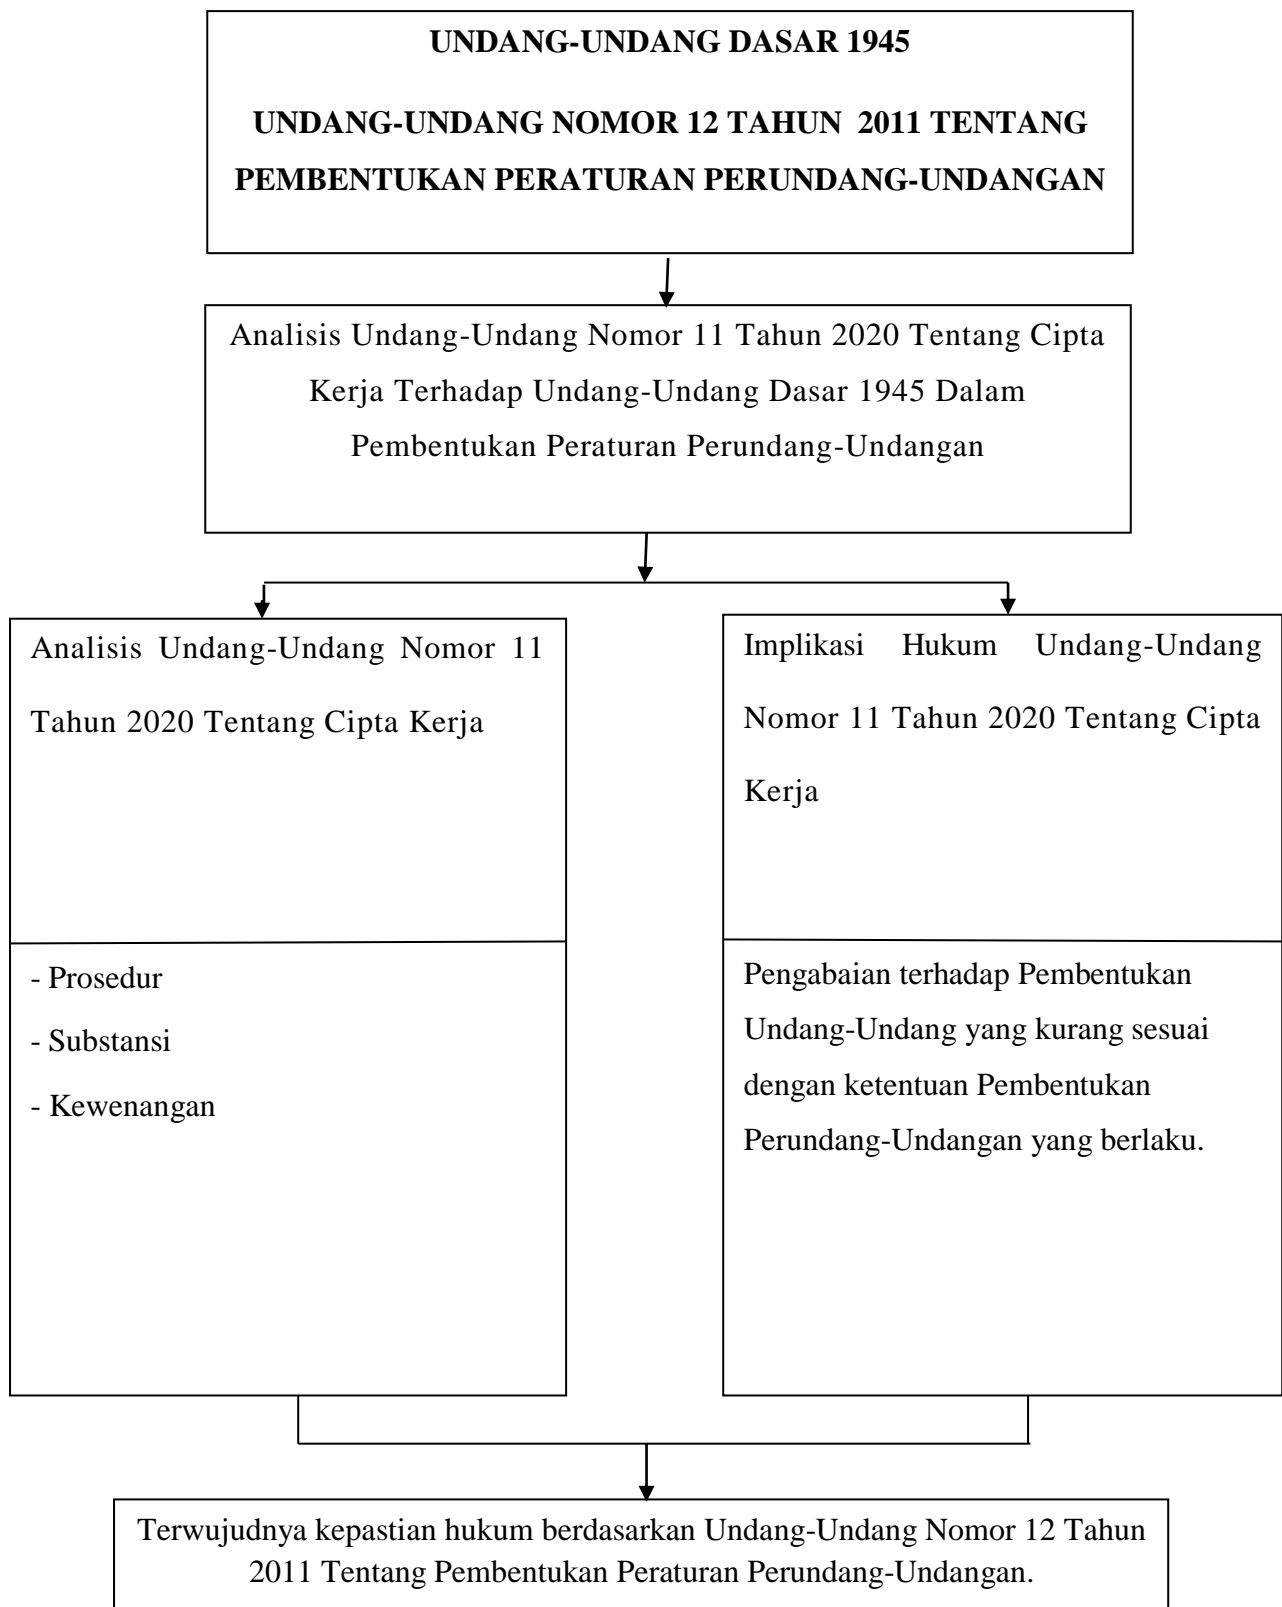 UNDANG-UNDANG DASAR 1945
UNDANG-UNDANG NOMOR 12 TAHUN 2011 TENTANG
PEMBENTUKAN PERATURAN PERUNDANG-UNDANGAN
Analisis Undang-Undang Nomor 11 Tahun 2020 Tentang Cipta
Kerja Terhadap Undang-Undang Dasar 1945 Dalam
Pembentukan Peraturan Perundang-Undangan
Analisis Undang-Undang Nomor 11
Tahun 2020 Tentang Cipta Kerja
- Prosedur
- Substansi
- Kewenangan
Implikasi Hukum Undang-Undang
Nomor 11 Tahun 2020 Tentang Cipta
Kerja
Pengabaian terhadap Pembentukan
Undang-Undang yang kurang sesuai
dengan ketentuan Pembentukan
Perundang-Undangan yang berlaku.
Terwujudnya kepastian hukum berdasarkan Undang-Undang Nomor 12 Tahun
2011 Tentang Pembentukan Peraturan Perundang-Undangan.